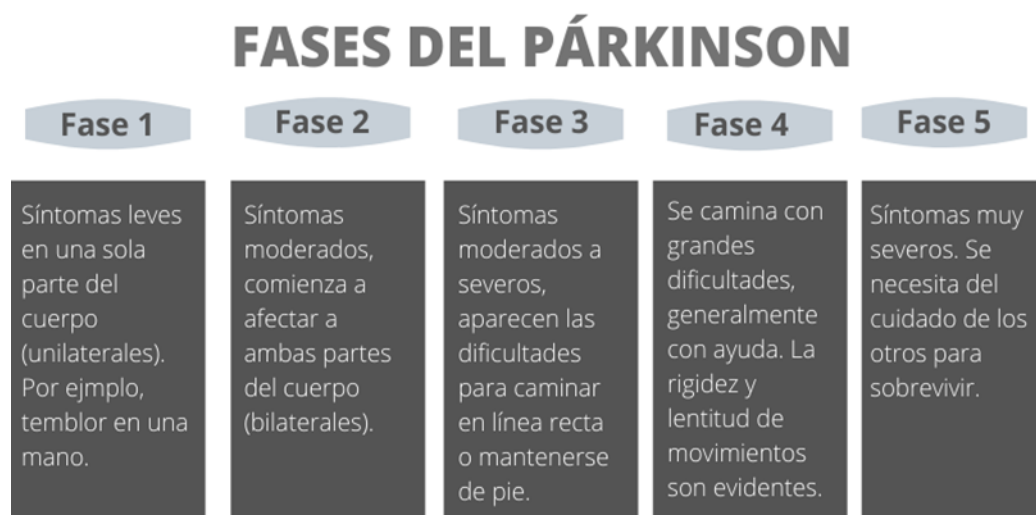 FASES DEL PÁRKINSON
Fase 1
Síntomas leves
en una sola
parte del
cuerpo
(unilaterales).
Por ejmplo,
temblor en una
mano.
Fase 2
Síntomas
moderados,
comienza a
afectar a
ambas partes
del cuerpo
(bilaterales).
Fase 3
Síntomas
moderados a
severos,
aparecen las
dificultades
para caminar
en línea recta
o mantenerse
de pie.
Fase 4
Se camina con
grandes
dificultades,
generalmente
con ayuda. La
rigidez y
lentitud de
movimientos
son evidentes.
Fase 5
Síntomas muy
severos. Se
necesita del
cuidado de los
otros para
sobrevivir.